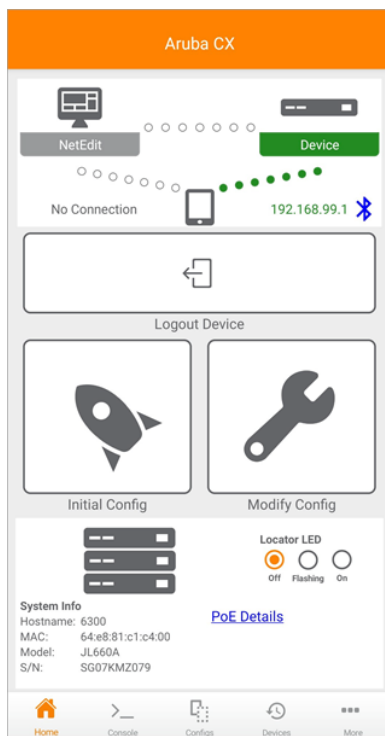 Aruba CX
NetEdit
Device
No Connection
192.168.99.1
Logout Device
Initial Config
Modify Config
Locator LED
Off Flashing On
System Info
Hostname: 6300
MAC: 64:e8:81:c1:c4:00
Model: JL660A
S/N: SG07KMZ079
PoE Details
Home Console Configs Devices More